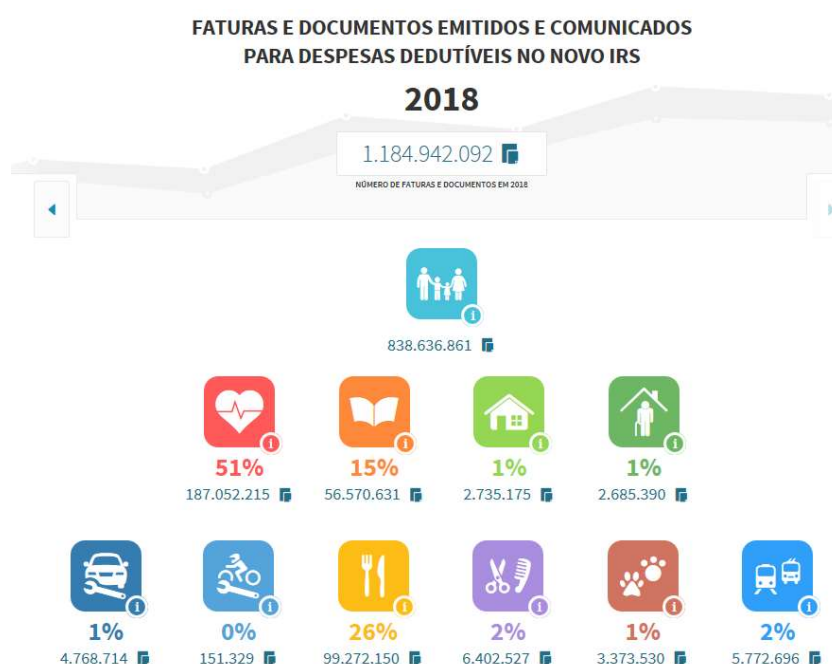 FATURAS E DOCUMENTOS EMITIDOS E COMUNICADOS
PARA DESPESAS DEDUTÍVEIS NO NOVO IRS
2018
1.184.942.092
NÚMERO DE FATURAS E DOCUMENTOS EM 2018
838.636.861
51% 15% 1% 1%
187.052.215 56.570.631 2.735.175 2.685.390
1% 0% 26% 2% 1% 2%
4.768.714 151.329 99.272.150 6.402.527 3.373.530 5.772.696